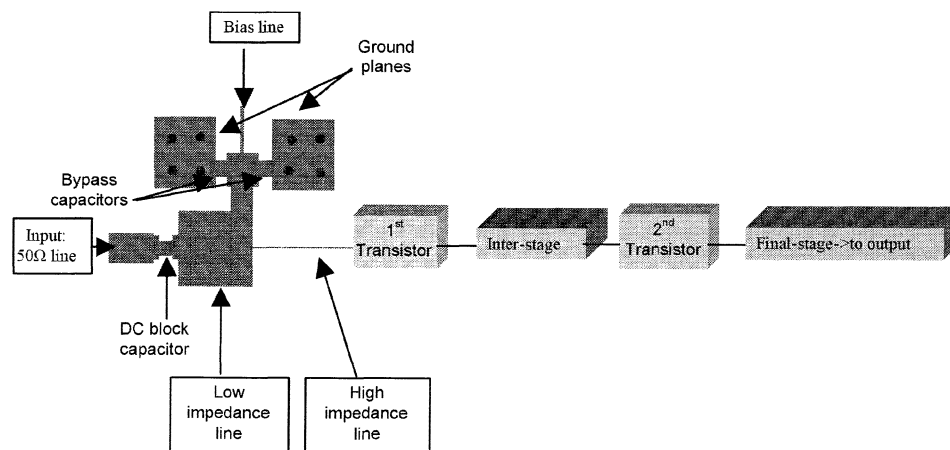 Bias line
Ground
planes
Bypass
capacitors
Input:
50Ω line
DC block
capacitor
Low
impedance
line
High
impedance
line
1st
Transistor
Inter-stage
2nd
Transistor
Final-stage->to output